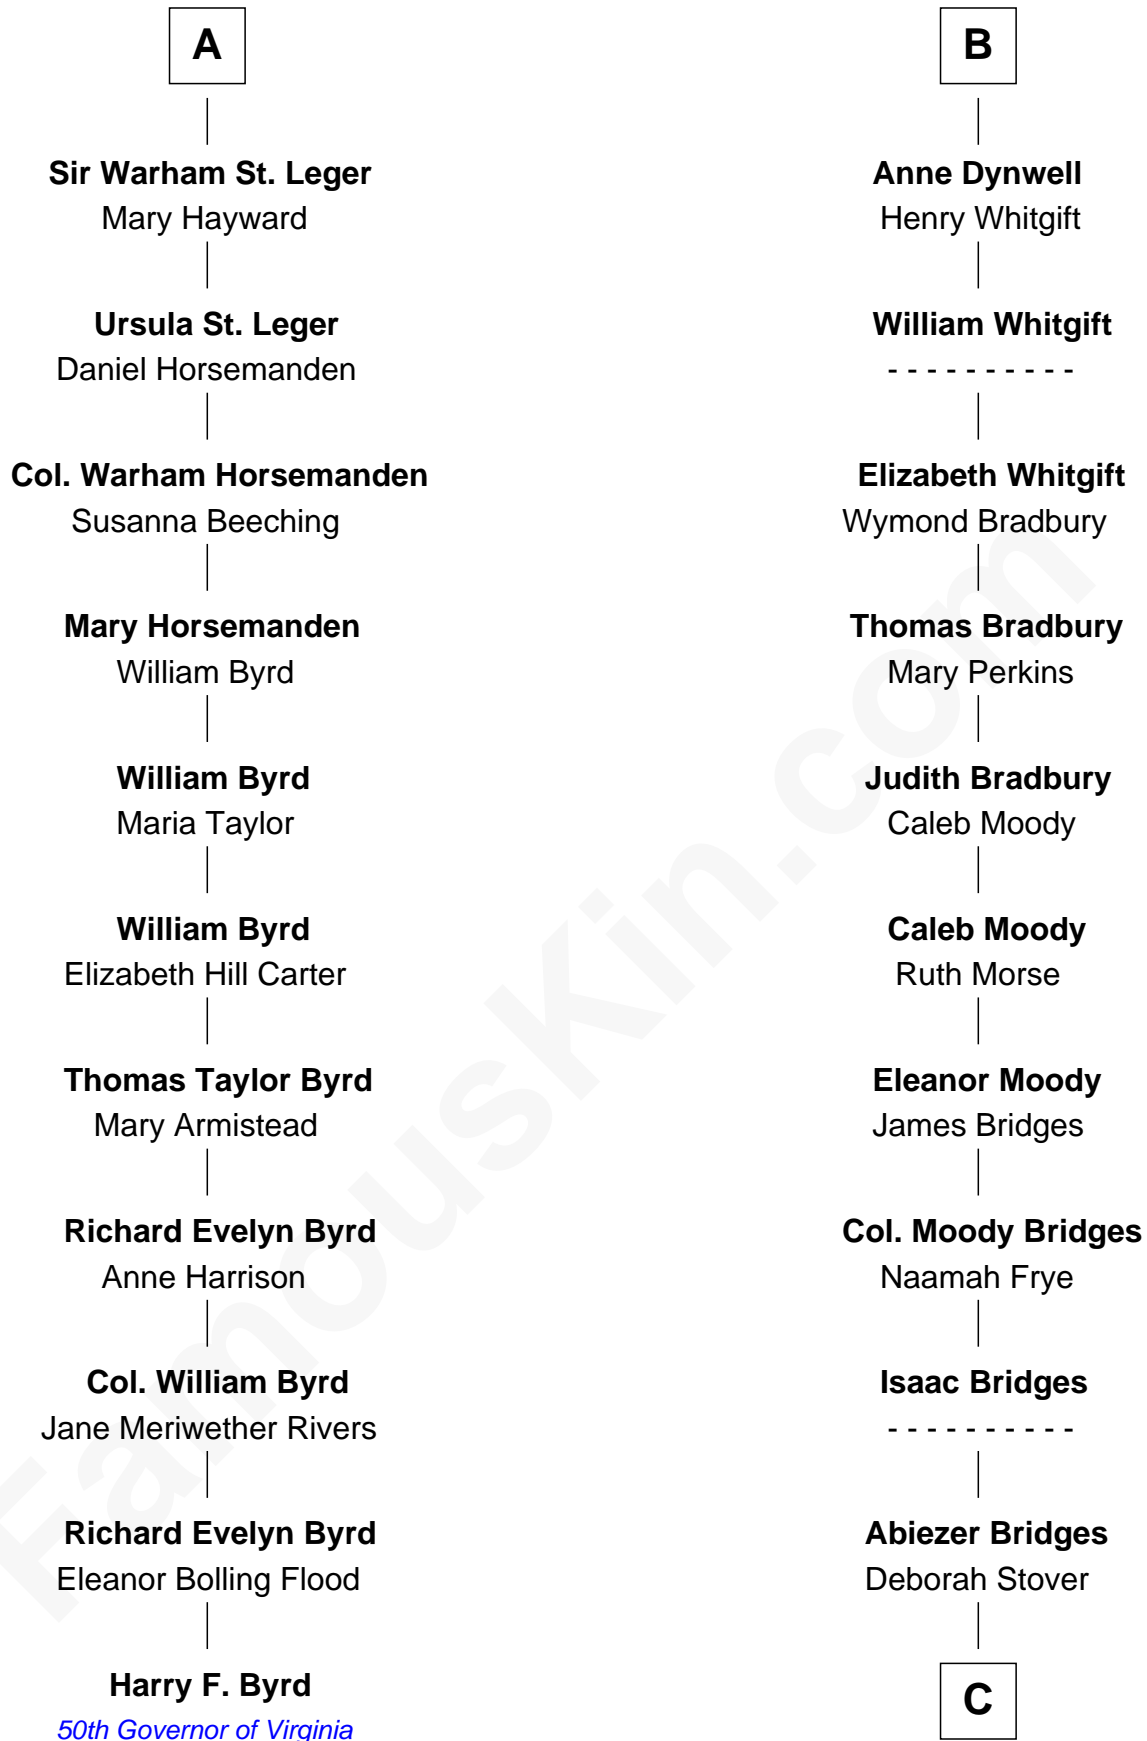 A
Sir Warham St. Leger
Mary Hayward
Ursula St. Leger
Daniel Horsemanden
Col. Warham Horsemanden
Susanna Beeching
Mary Horsemanden
William Byrd
William Byrd
Maria Taylor
William Byrd
Elizabeth Hill Carter
Thomas Taylor Byrd
Mary Armistead
Richard Evelyn Byrd
Anne Harrison
Col. William Byrd
Jane Meriwether Rivers
Richard Evelyn Byrd
Eleanor Bolling Flood
Harry F. Byrd
50th Governor of Virginia
B
Anne Dynwell
Henry Whitgift
William Whitgift
- - - - - - - - - -
Elizabeth Whitgift
Wymond Bradbury
Thomas Bradbury
Mary Perkins
Judith Bradbury
Caleb Moody
Caleb Moody
Ruth Morse
Eleanor Moody
James Bridges
Col. Moody Bridges
Naamah Frye
Isaac Bridges
- - - - - - - - - -
Abiezer Bridges
Deborah Stover
C
FamousKin.com